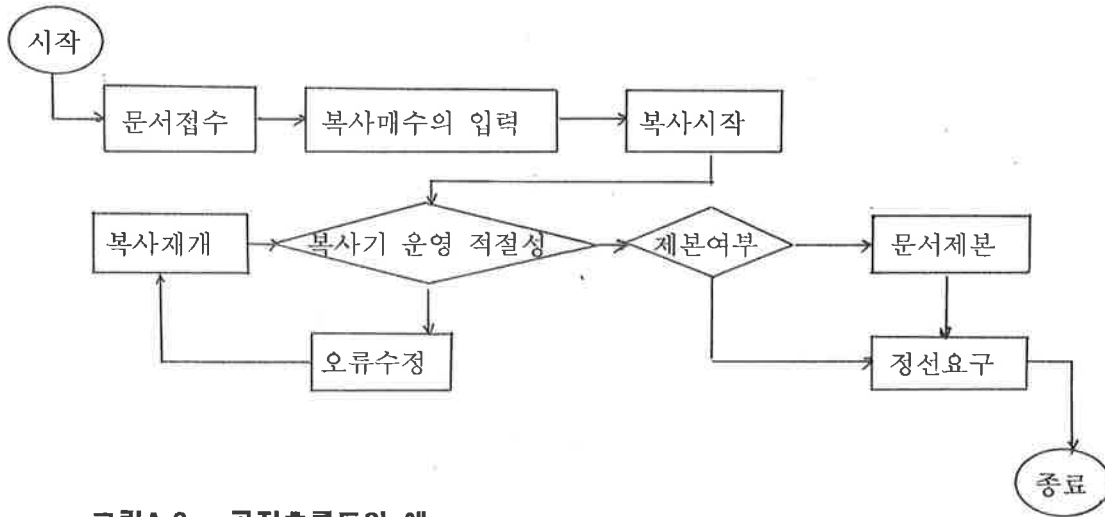 시작
문서접수
복사매수의 입력
복사시작
복사재개
복사기 운영 적절성
제본여부
문서제본
오류수정
정선요구
종료